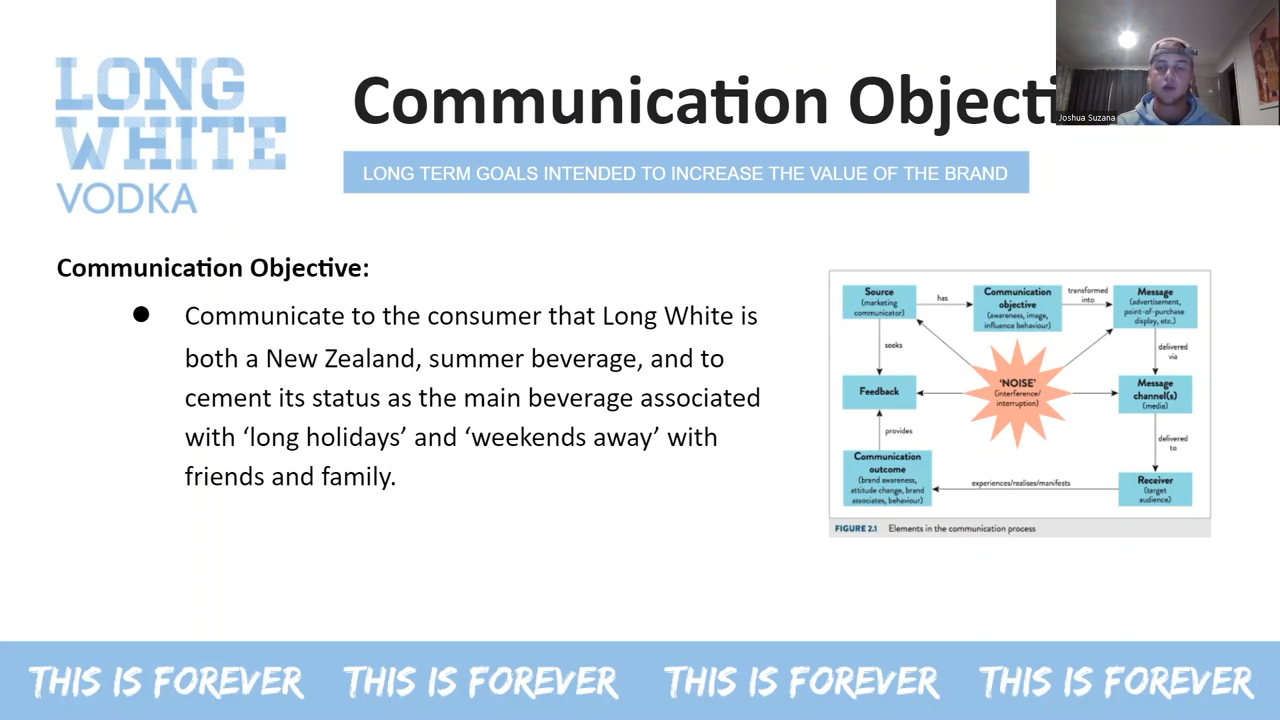 LONG
WHITE
VODKA
Communication Objecti
Joshua Suzana
LONG TERM GOALS INTENDED TO INCREASE THE VALUE OF THE BRAND
Communication Objective:
● Communicate to the consumer that Long White is
both a New Zealand, summer beverage, and to
cement its status as the main beverage associated
with ‘long holidays’ and ‘weekends away’ with
friends and family.
Source
(marketing
communicator)
has
Communication
objective
(awareness, image,
influence behaviour)
transformed
into
Message
(advertisement,
point-of-purchase
display, etc.)
seeks
delivered
via
'NOISE'
(interference/
interruption)
Feedback
Message
channel(s)
(media)
provides
delivered
to
Communication
outcome
(brand awareness,
attitude change, brand
associates, behaviour)
experiences/realises/manifests
Receiver
(target
audience)
FIGURE 2.1 Elements in the communication process
THIS IS FOREVER THIS IS FOREVER THIS IS FOREVER THIS IS FOREVER